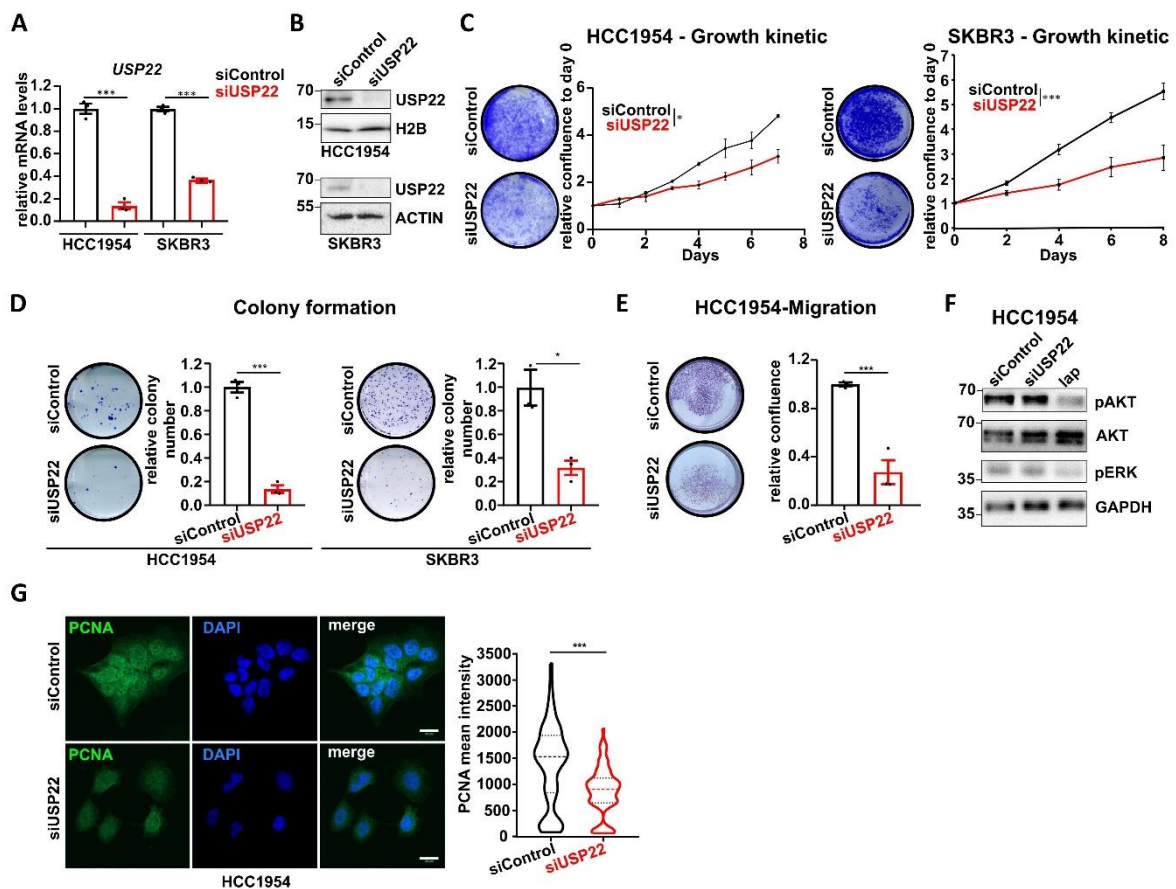 A
USP22
siControl
siUSP22
relative mRNA levels
1.2
1.0
0.8
0.6
0.4
0.2
0
***
***
HCC1954
SKBR3
B
siControl
siUSP22
70
USP22
15
H2B
HCC1954
70
USP22
55
ACTIN
SKBR3
C
HCC1954 - Growth kinetic
siControl
siUSP22
relative confluence to day 0
6
4
2
0
siControl
siUSP22
*
0 2 4 6 8
Days
SKBR3 - Growth kinetic
siControl
siUSP22
relative confluence to day 0
7
6
5
4
3
2
1
0
siControl
siUSP22
***
0 2 4 6 8
Days
D
Colony formation
siControl
siUSP22
relative colony
number
1.2
1.0
0.8
0.6
0.4
0.2
0
***
siControl
siUSP22
HCC1954
siControl
siUSP22
relative colony
number
1.2
1.0
0.8
0.6
0.4
0.2
0
*
siControl
siUSP22
SKBR3
E
HCC1954-Migration
siControl
siUSP22
relative confluence
1.2
0.8
0.4
0
***
siControl
siUSP22
F
HCC1954
siControl
siUSP22
lap
70
pAKT
70
AKT
35
pERK
35
GAPDH
G
siControl
PCNA
DAPI
merge
siUSP22
PCNA
DAPI
merge
HCC1954
PCNA mean intensity
3500
3000
2500
2000
1500
1000
500
0
***
siControl
siUSP22